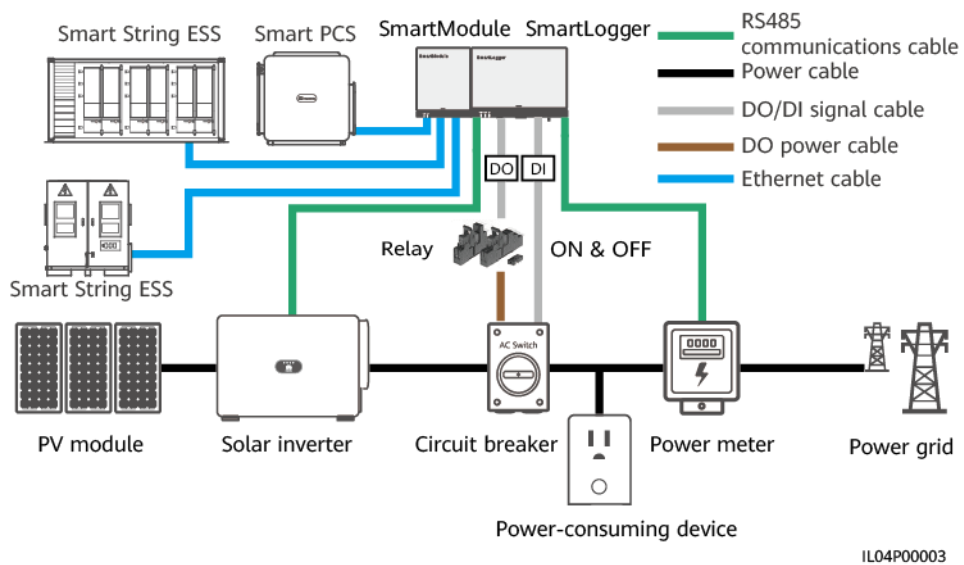 Smart String ESS
Smart PCS
SmartModule
SmartLogger
RS485
communications cable
Power cable
DO/DI signal cable
DO power cable
Ethernet cable
SmartLogger
DO
DI
Relay
ON & OFF
Smart String ESS
AC Switch
0000
PV module
Solar inverter
Circuit breaker
Power meter
Power grid
Power-consuming device
IL04P00003